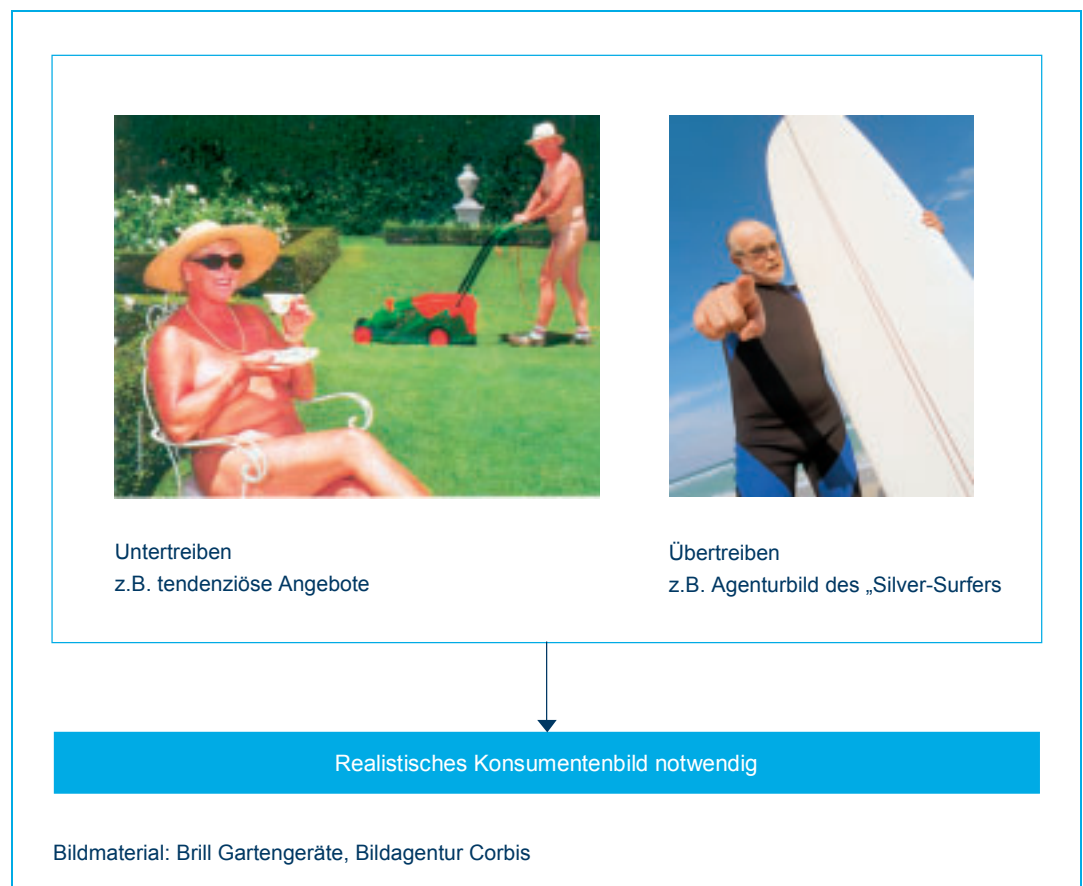 Untertreiben
z.B. tendenziöse Angebote
Übertreiben
z.B. Agenturbild des „Silver-Surfers
Realistisches Konsumentenbild notwendig
Bildmaterial: Brill Gartengeräte, Bildagentur Corbis